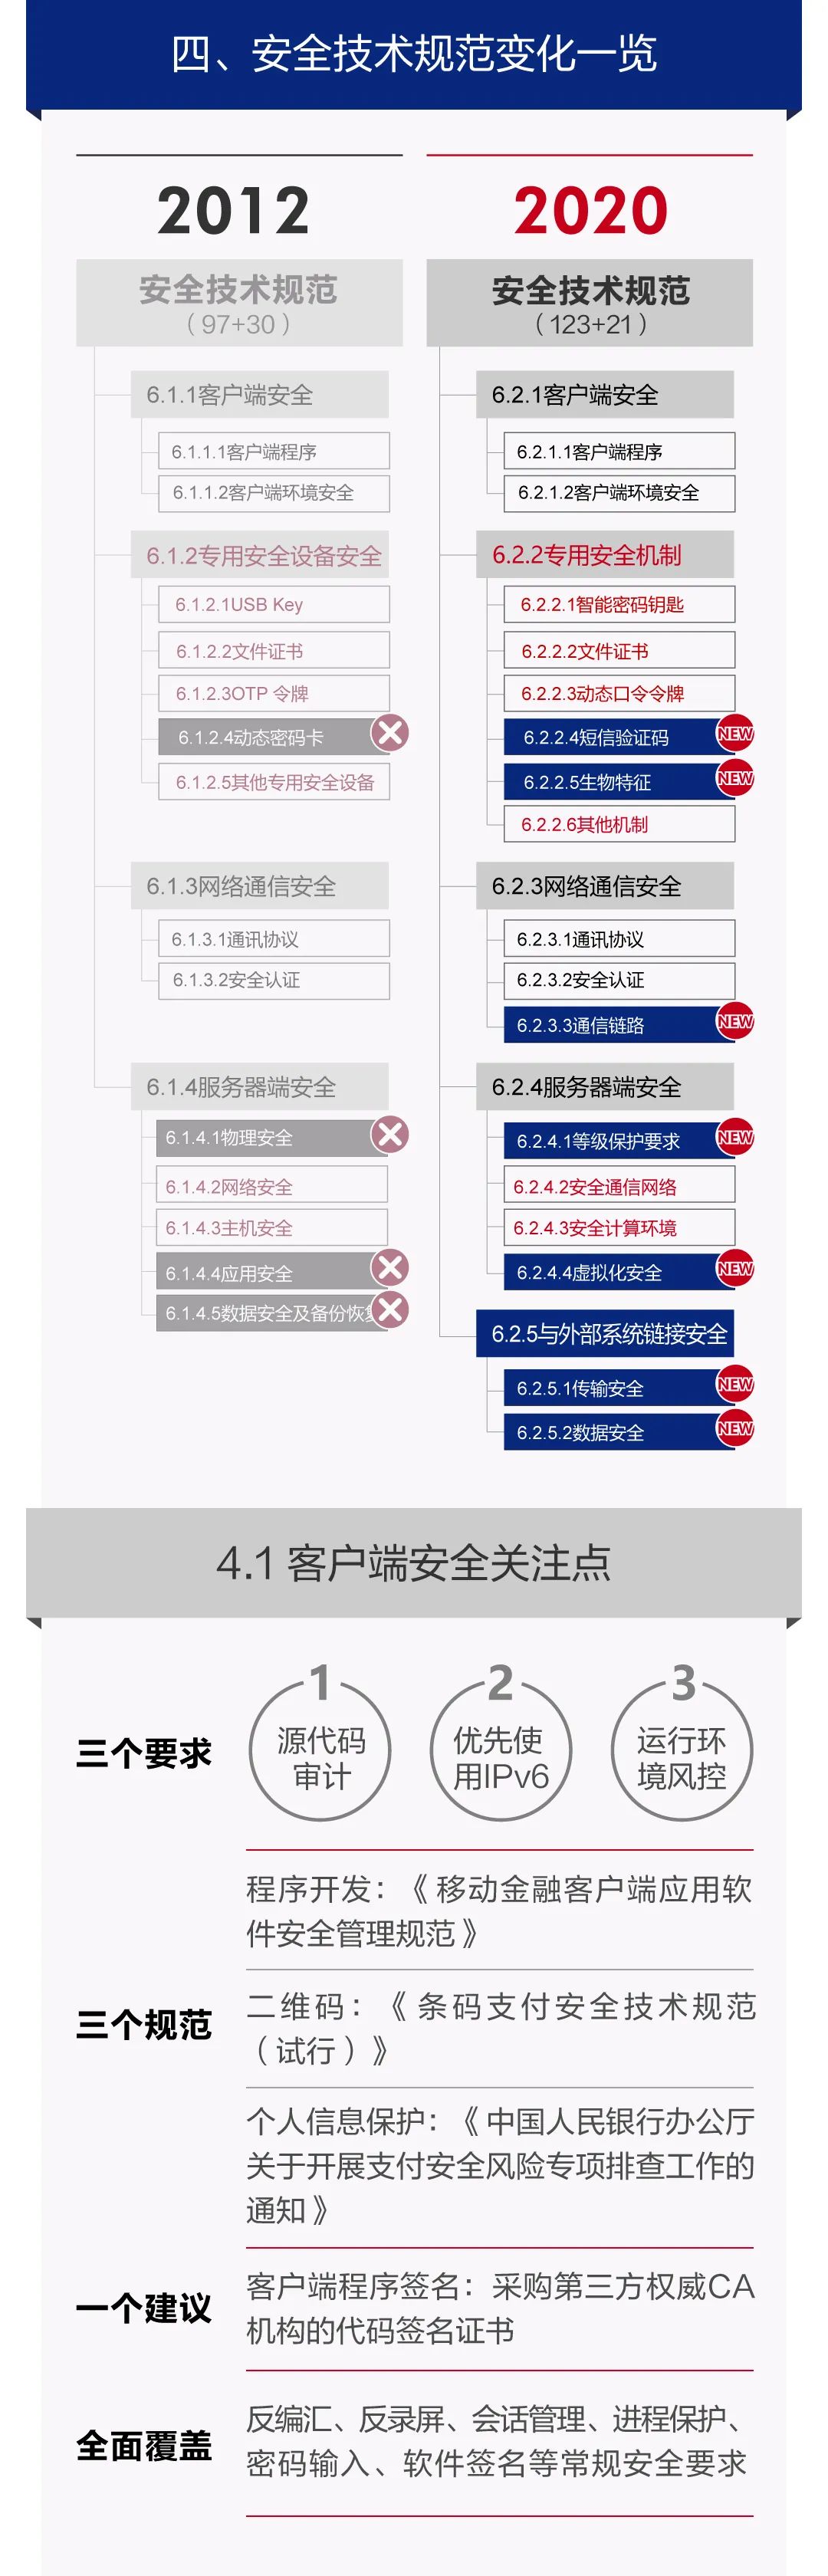 四、安全技术规范变化一览
2012
安全技术规范
（97+30）
6.1.1客户端安全
6.1.1.1客户端程序
6.1.1.2客户端环境安全
6.1.2专用安全设备安全
6.1.2.1USB Key
6.1.2.2文件证书
6.1.2.3OTP 令牌
6.1.2.4动态密码卡
6.1.2.5其他专用安全设备
6.1.3网络通信安全
6.1.3.1通讯协议
6.1.3.2安全认证
6.1.4服务器端安全
6.1.4.1物理安全
6.1.4.2网络安全
6.1.4.3主机安全
6.1.4.4应用安全
6.1.4.5数据安全及备份恢复
2020
安全技术规范
（123+21）
6.2.1客户端安全
6.2.1.1客户端程序
6.2.1.2客户端环境安全
6.2.2专用安全机制
6.2.2.1智能密码钥匙
6.2.2.2文件证书
6.2.2.3动态口令令牌
6.2.2.4短信验证码 NEW
6.2.2.5生物特征 NEW
6.2.2.6其他机制
6.2.3网络通信安全
6.2.3.1通讯协议
6.2.3.2安全认证
6.2.3.3通信链路 NEW
6.2.4服务器端安全
6.2.4.1等级保护要求 NEW
6.2.4.2安全通信网络
6.2.4.3安全计算环境
6.2.4.4虚拟化安全 NEW
6.2.5与外部系统链接安全
6.2.5.1传输安全 NEW
6.2.5.2数据安全 NEW
4.1 客户端安全关注点
三个要求
1
源代码
审计
2
优先使
用IPv6
3
运行环
境风控
三个规范
程序开发：《移动金融客户端应用软
件安全管理规范》
二维码：《条码支付安全技术规范
（试行）》
个人信息保护：《中国人民银行办公厅
关于开展支付安全风险专项排查工作的
通知》
一个建议
客户端程序签名：采购第三方权威CA
机构的代码签名证书
全面覆盖
反编汇、反录屏、会话管理、进程保护、
密码输入、软件签名等常规安全要求